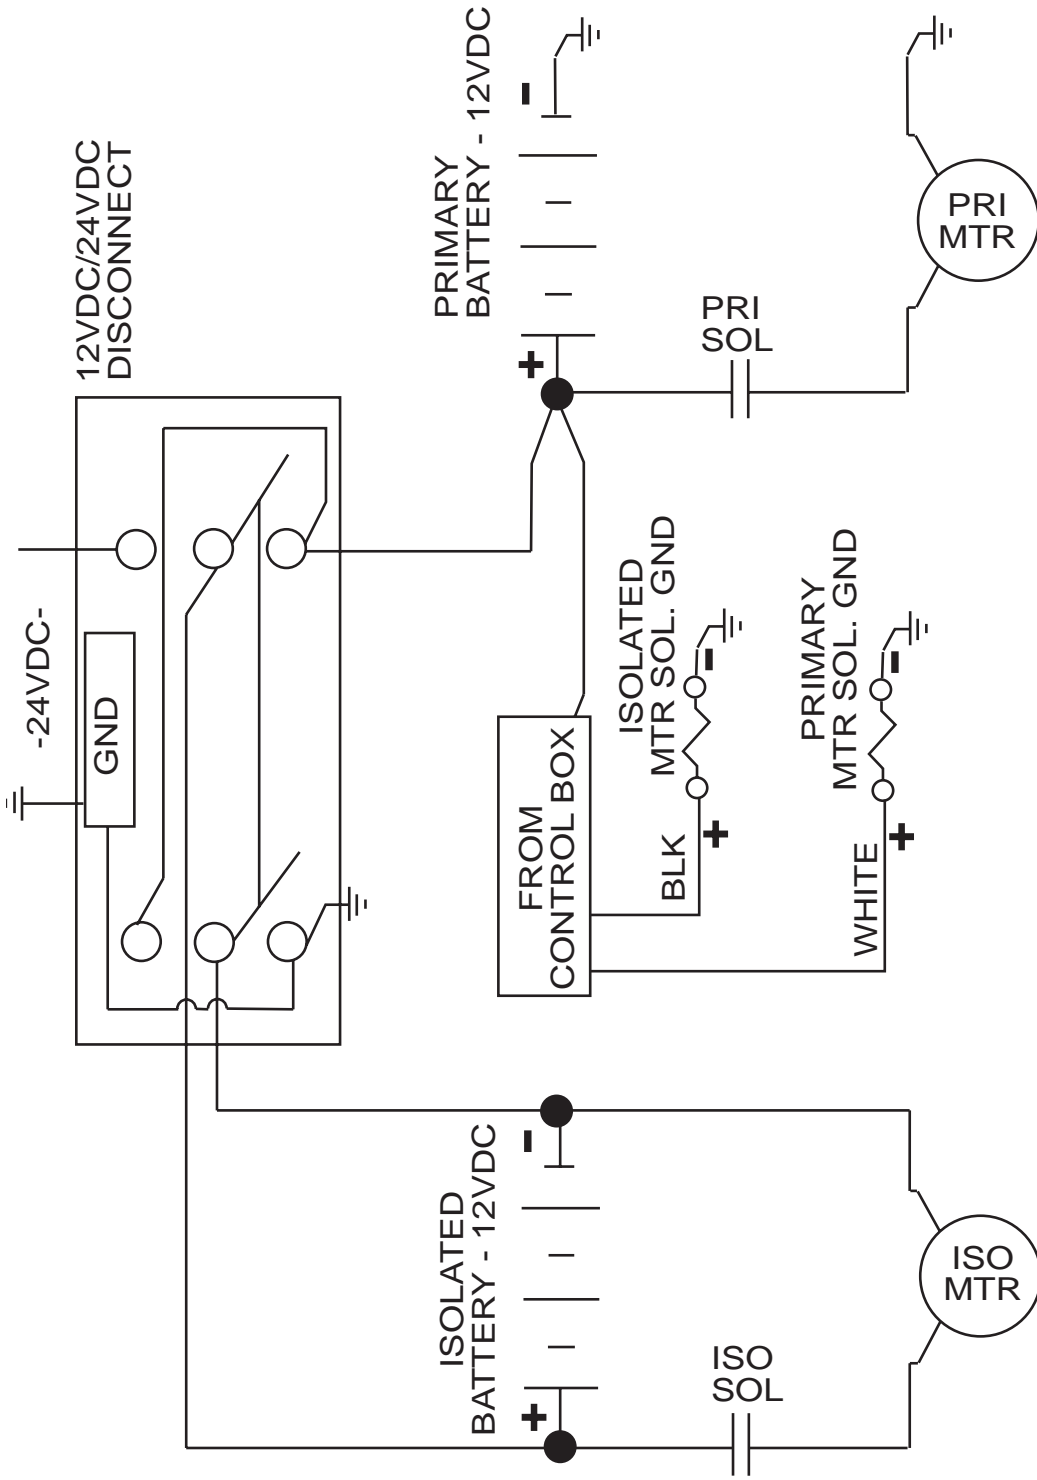 12VDC/24VDC
DISCONNECT
-24VDC-
GND
PRIMARY
BATTERY - 12VDC
-
+
PRI
SOL
PRI
MTR
ISOLATED
MTR SOL. GND
-
+
BLK
PRIMARY
MTR SOL. GND
-
+
WHITE
FROM
CONTROL BOX
ISOLATED
BATTERY - 12VDC
-
+
ISO
SOL
ISO
MTR